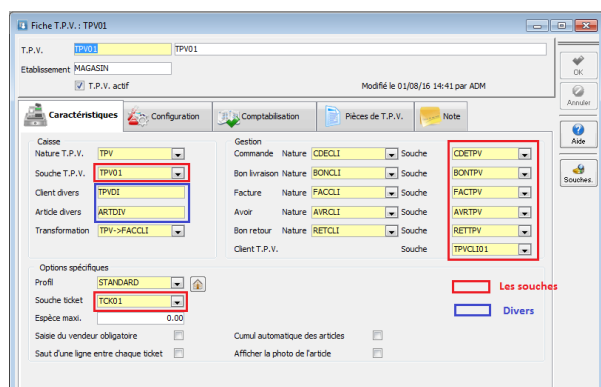 Fiche T.P.V. : TPV01
T.P.V. TPV01 TPV01
Etablissement MAGASIN
T.P.V. actif Modifié le 01/08/16 14:41 par ADM
OK
Annuler
Aide
Souches.
Caractéristiques Configuration Comptabilisation Pièces de T.P.V. Note
Caisse Gestion
Nature T.P.V. TPV Commande Nature CDECLI Souche CDETPV
Souche T.P.V. TPV01 Bon livraison Nature BONCLI Souche BONTPV
Client divers TPVDI Facture Nature FACCLI Souche FACTPV
Article divers ARTDIV Avoir Nature AVRCLI Souche AVRTPV
Transformation TPV->FACCLI Bon retour Nature RETCLI Souche RETTPV
Client T.P.V. Souche TPVCLI01
Options spécifiques
Profil STANDARD
Les souches
Souche ticket TCK01
Divers
Espèce maxi. 0.00
Saisie du vendeur obligatoire Cumul automatique des articles
Saut d'une ligne entre chaque ticket Afficher la photo de l'article